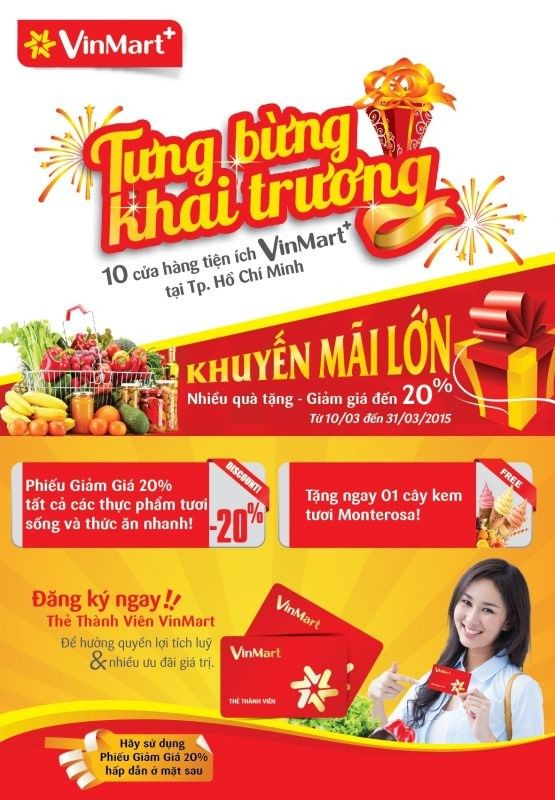 VinMart+
Tưng bừng
khai trương
10 cửa hàng tiện ích VinMart+
tại Tp. Hồ Chí Minh
KHUYẾN MÃI LỚN
Nhiều quà tặng - Giảm giá đến 20%
Từ 10/03 đến 31/03/2015
Phiếu Giảm Giá 20%
tất cả các thực phẩm tươi
sống và thức ăn nhanh!
DISCOUNT!
-20%
Tặng ngay 01 cây kem
tươi Monterosa!
FREE
Đăng ký ngay!!
Thẻ Thành Viên VinMart
Để hưởng quyền lợi tích luỹ
& nhiều ưu đãi giá trị.
VinMart
VinMart
THẺ THÀNH VIÊN
VinMart
Hãy sử dụng
Phiếu Giảm Giá 20%
hấp dẫn ở mặt sau